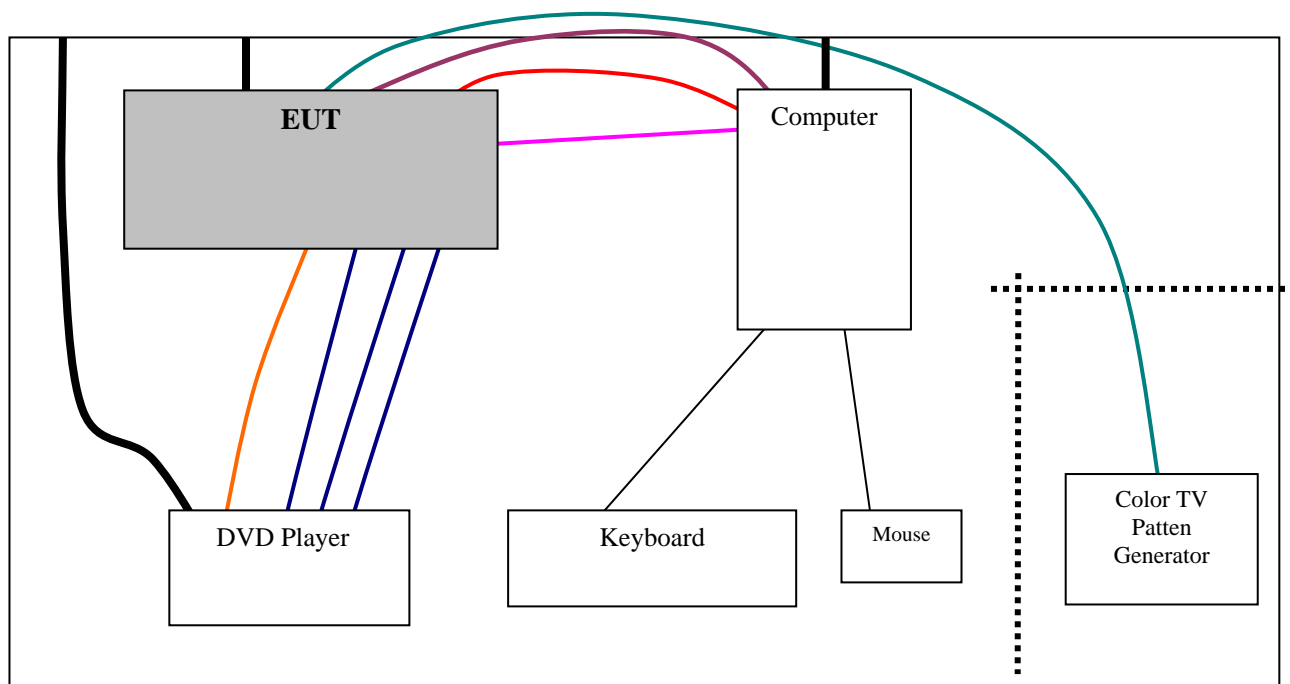 EUT
Computer
DVD Player
Keyboard
Mouse
Color TV
Patten
Generator